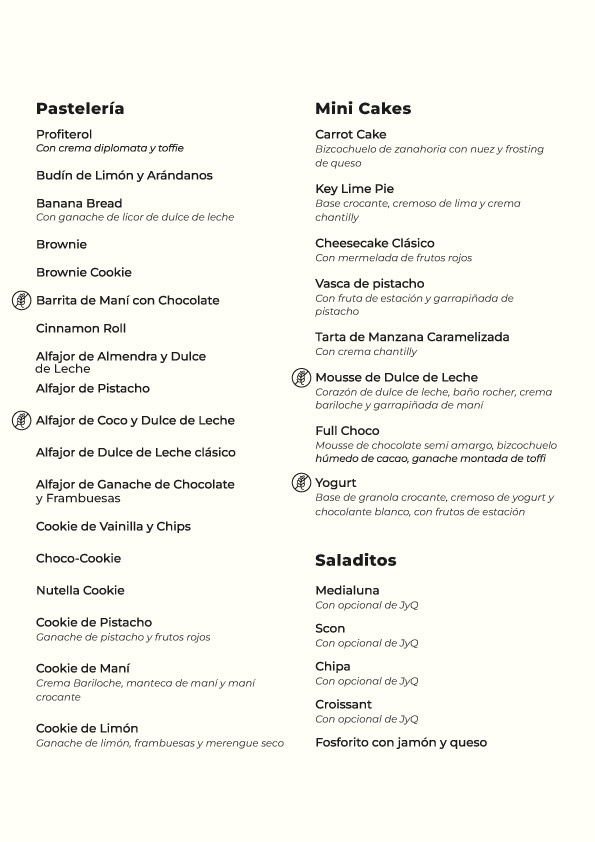 Pastelería
Profiterol
Con crema diplomata y toffie
Budín de Limón y Arándanos
Banana Bread
Con ganache de licor de dulce de leche
Brownie
Brownie Cookie
Barrita de Maní con Chocolate
Cinnamon Roll
Alfajor de Almendra y Dulce
de Leche
Alfajor de Pistacho
Alfajor de Coco y Dulce de Leche
Alfajor de Dulce de Leche clásico
Alfajor de Ganache de Chocolate
y Frambuesas
Cookie de Vainilla y Chips
Choco-Cookie
Nutella Cookie
Cookie de Pistacho
Ganache de pistacho y frutos rojos
Cookie de Maní
Crema Bariloche, manteca de maní y maní
crocante
Cookie de Limón
Ganache de limón, frambuesas y merengue seco
Mini Cakes
Carrot Cake
Bizcochuelo de zanahoria con nuez y frosting
de queso
Key Lime Pie
Base crocante, cremoso de lima y crema
chantilly
Cheesecake Clásico
Con mermelada de frutos rojos
Vasca de pistacho
Con fruta de estación y garrapiñada de
pistacho
Tarta de Manzana Caramelizada
Con crema chantilly
Mousse de Dulce de Leche
Corazón de dulce de leche, baño rocher, crema
bariloche y garrapiñada de maní
Full Choco
Mousse de chocolate semi amargo, bizcochuelo
húmedo de cacao, ganache montada de toffi
Yogurt
Base de granola crocante, cremoso de yogurt y
chocolante blanco, con frutos de estación
Saladitos
Medialuna
Con opcional de JyQ
Scon
Con opcional de JyQ
Chipa
Con opcional de JyQ
Croissant
Con opcional de JyQ
Fosforito con jamón y queso